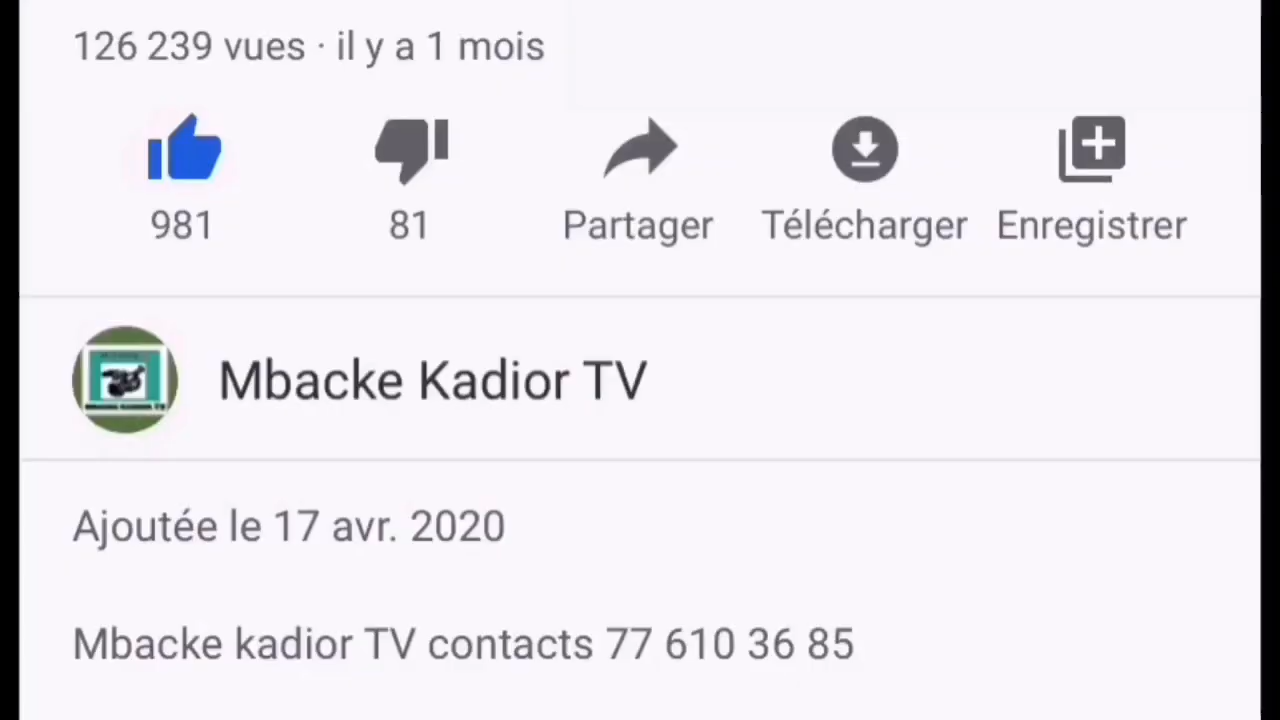 126 239 vues · il y a 1 mois
981 81 Partager Télécharger Enregistrer
Mbacke Kadior TV
Ajoutée le 17 avr. 2020
Mbacke kadior TV contacts 77 610 36 85